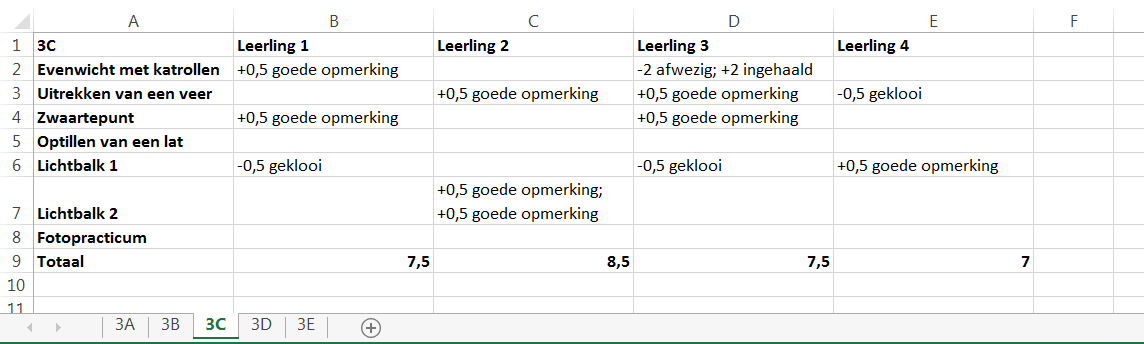 A B C D E F
1 3C Leerling 1 Leerling 2 Leerling 3 Leerling 4
2 Evenwicht met katrollen +0,5 goede opmerking -2 afwezig; +2 ingehaald
3 Uitrekken van een veer +0,5 goede opmerking +0,5 goede opmerking -0,5 geklooi
4 Zwaartepunt +0,5 goede opmerking +0,5 goede opmerking
5 Optillen van een lat
6 Lichtbalk 1 -0,5 geklooi -0,5 geklooi +0,5 goede opmerking
+0,5 goede opmerking;
7 Lichtbalk 2 +0,5 goede opmerking
8 Fotopracticum
9 Totaal 7,5 8,5 7,5 7
10
11
3A 3B 3C 3D 3E